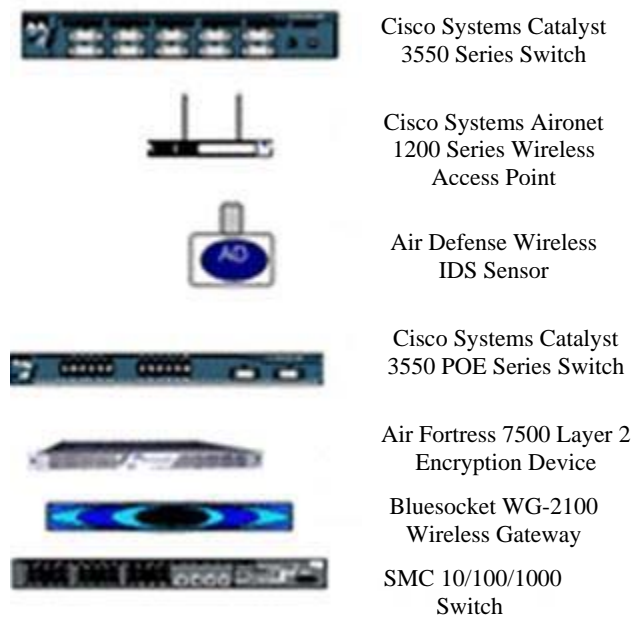 Cisco Systems Catalyst
3550 Series Switch
Cisco Systems Aironet
1200 Series Wireless
Access Point
Air Defense Wireless
IDS Sensor
AD
Cisco Systems Catalyst
3550 POE Series Switch
Air Fortress 7500 Layer 2
Encryption Device
Bluesocket WG-2100
Wireless Gateway
SMC 10/100/1000
Switch